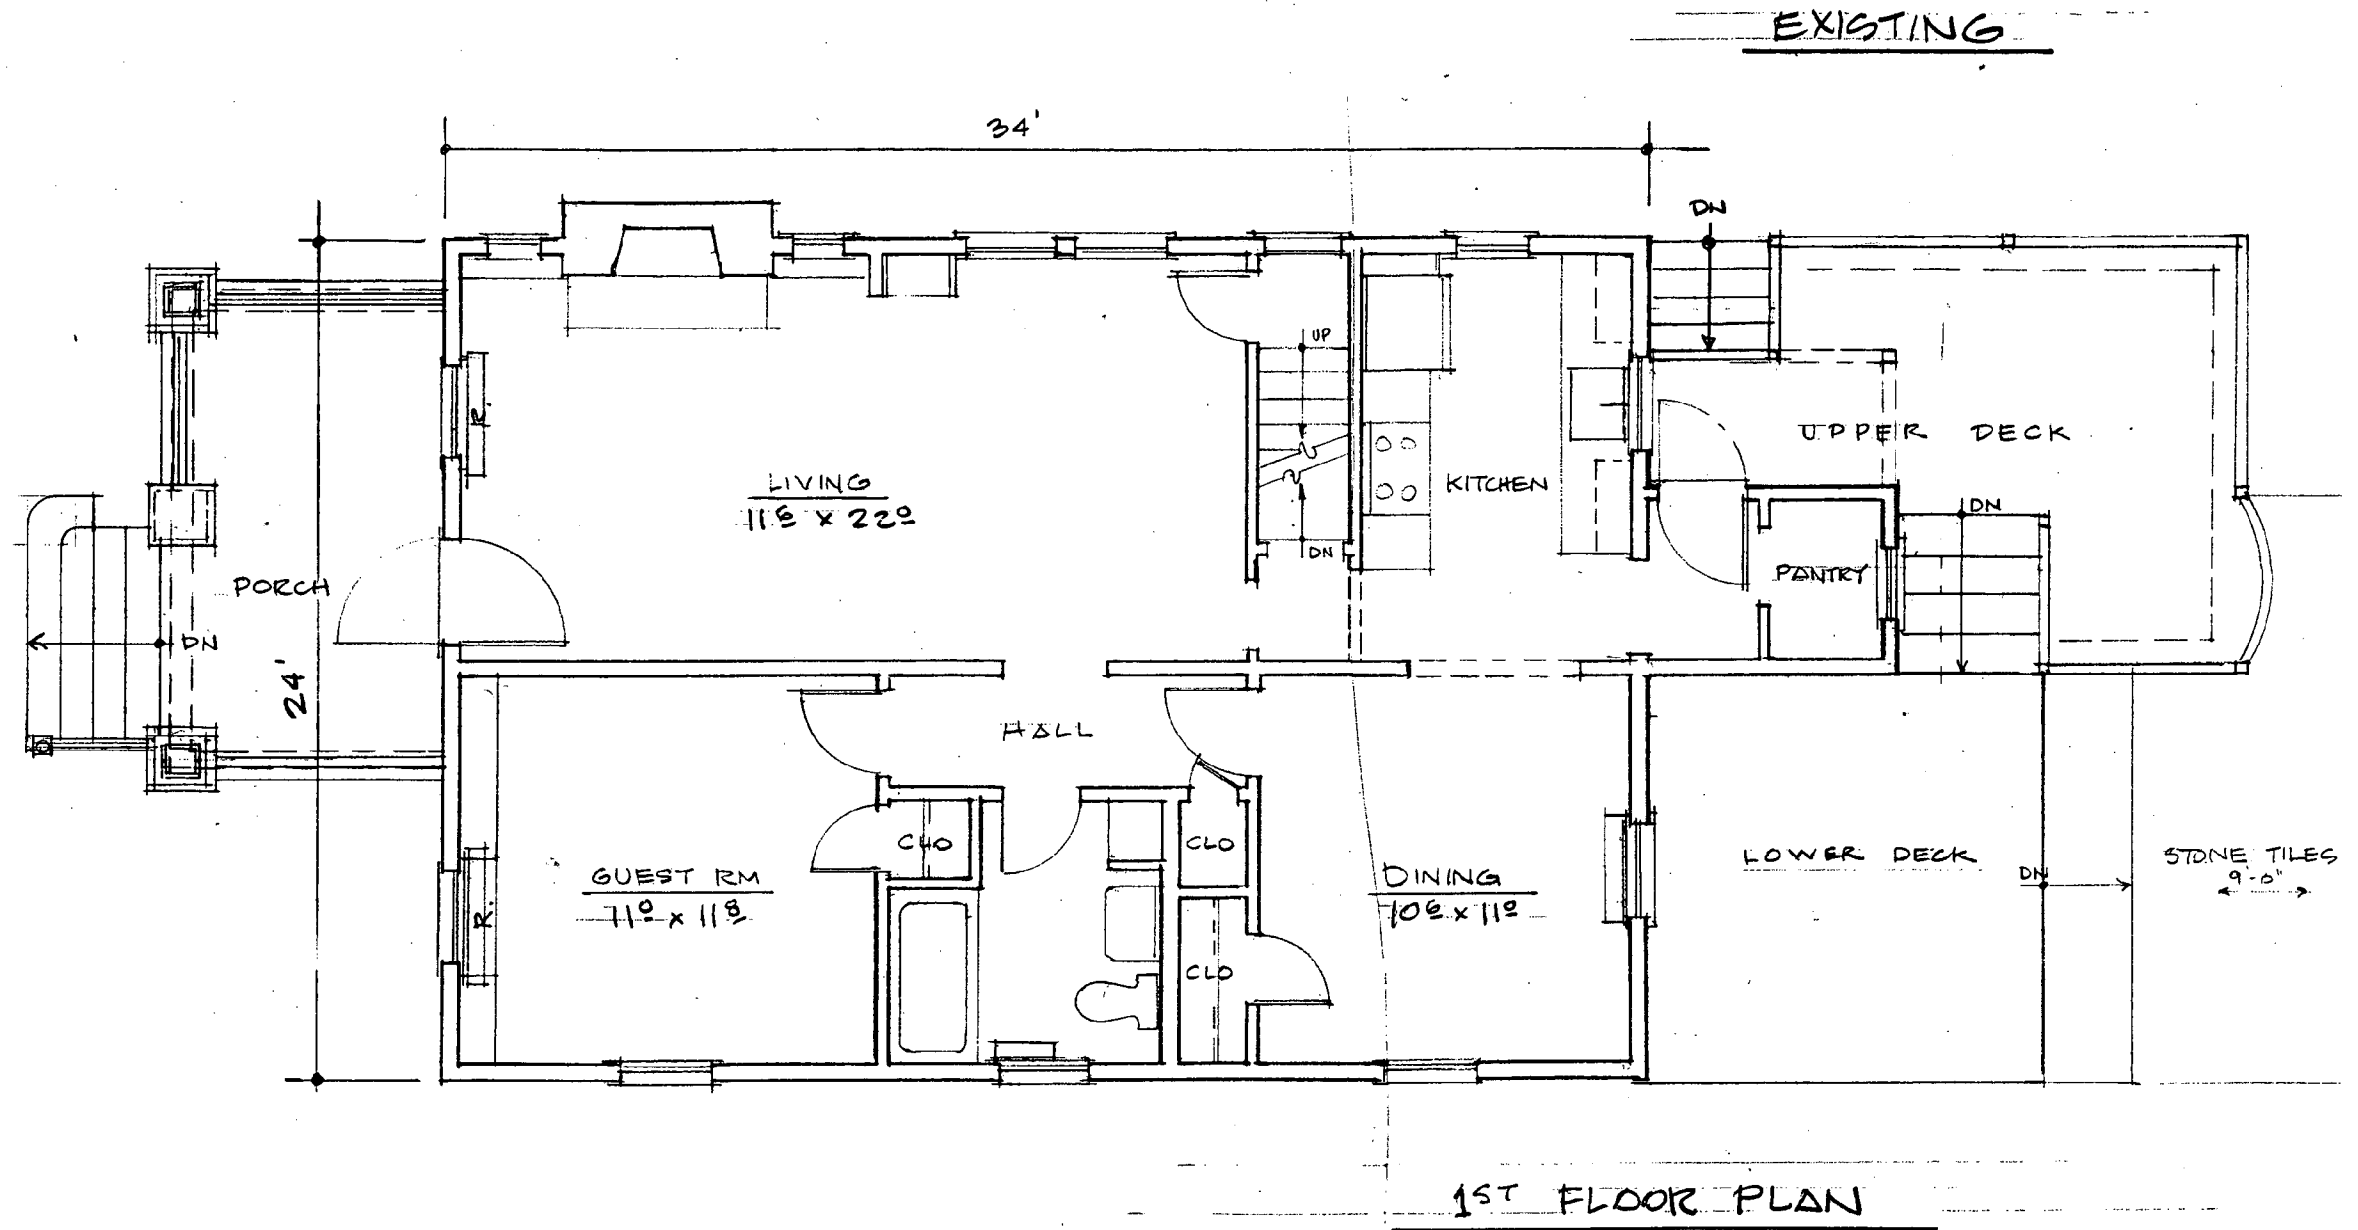 EXISTING
34'
DN
UP
R.
UPPER DECK
LIVING
11⁶ x 22⁰
KITCHEN
DN
DN
PORCH
PANTRY
DN
24'
HALL
CLO
CLO
LOWER DECK
STONE TILES
9'-0"
GUEST RM
11⁰ x 11⁸
DINING
10⁶ x 11⁰
DN
R.
CLO
1ST FLOOR PLAN